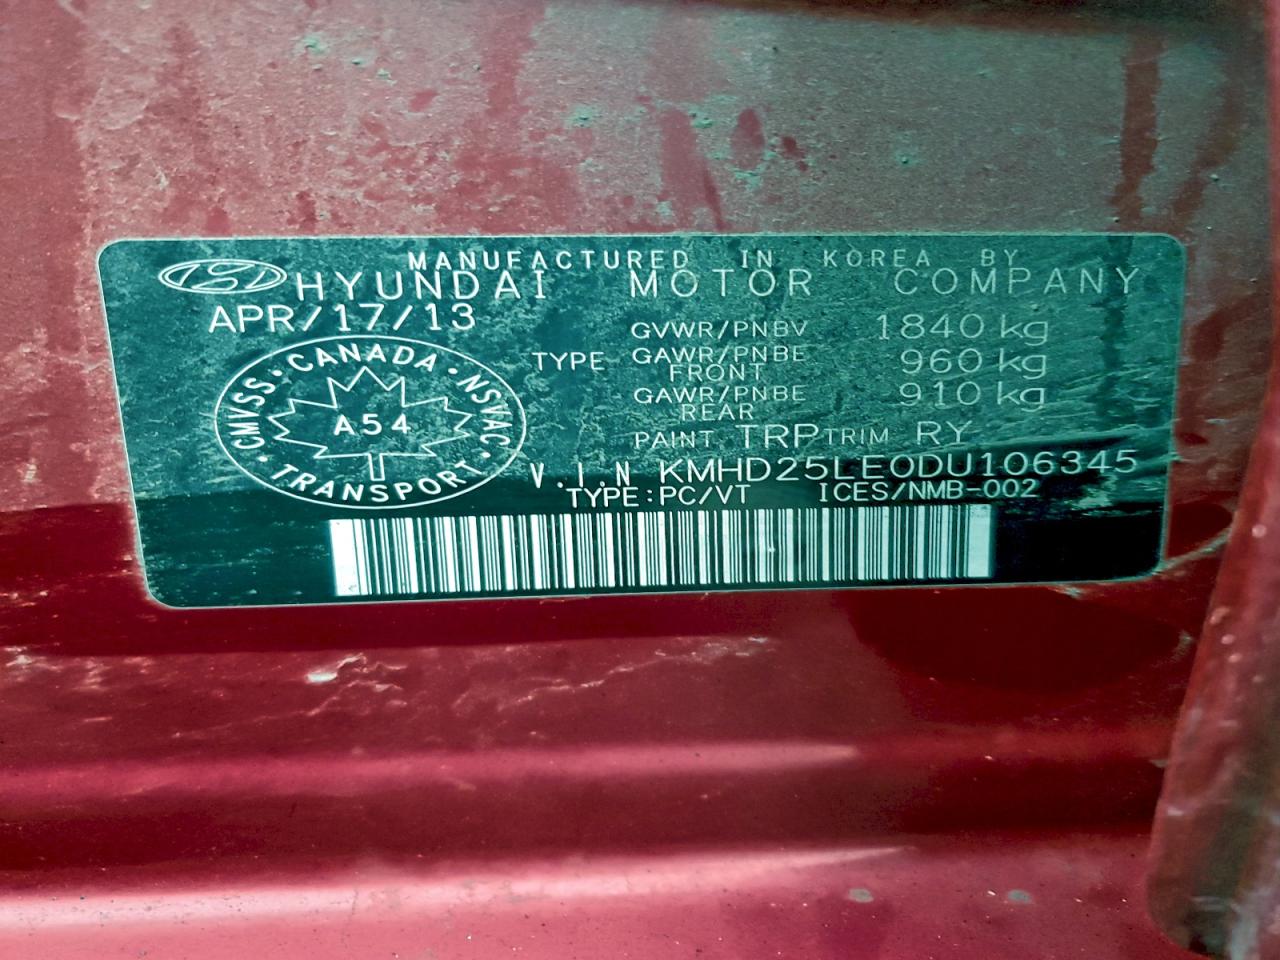 MANUFACTURED IN KOREA BY
HYUNDAI MOTOR COMPANY
APR/17/13
GVWR/PNBV 1840 kg
TYPE GAWR/PNBE FRONT 960 kg
GAWR/PNBE REAR 910 kg
PAINT TRP TRIM RY
V.I.N KMHD25LE0DU106345
TYPE:PC/VT ICES/NMB-002
CANADA · NSVAC · TRANSPORT · CMVSS ·
A54